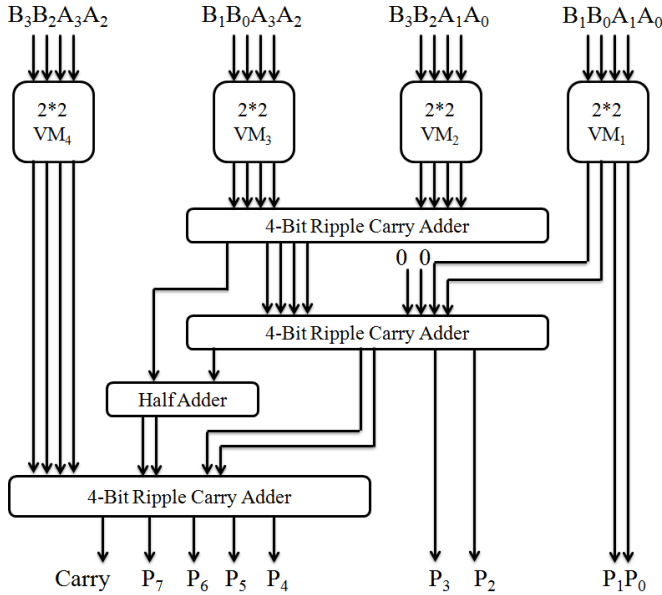 B₃B₂A₃A₂ B₁B₀A₃A₂ B₃B₂A₁A₀ B₁B₀A₁A₀
2*2 2*2 2*2 2*2
VM₄ VM₃ VM₂ VM₁
4-Bit Ripple Carry Adder
0 0
4-Bit Ripple Carry Adder
Half Adder
4-Bit Ripple Carry Adder
Carry P₇ P₆ P₅ P₄ P₃ P₂ P₁P₀